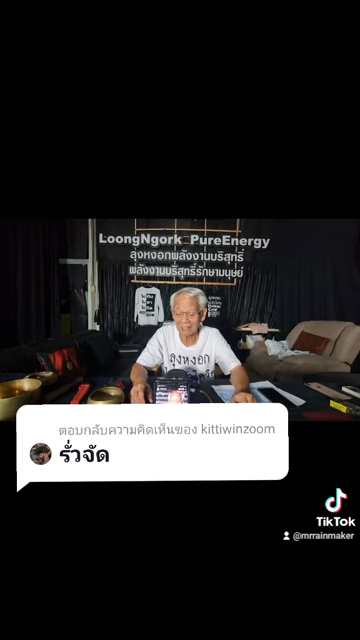 LoongNgork PureEnergy
ลุงหงอกพลังงานบริสุทธิ์
พลังงานบริสุทธิ์รักษามนุษย์
ลุงหงอก
ตอบกลับความคิดเห็นของ kittiwinzoom
รั่วจัด
TikTok
@mrrainmaker